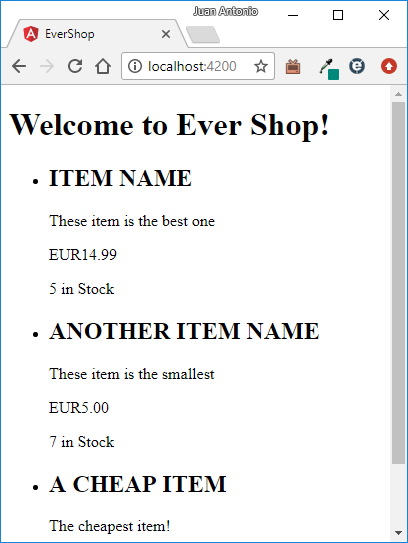 Juan Antonio
EverShop
localhost:4200
Welcome to Ever Shop!
ITEM NAME
These item is the best one
EUR14.99
5 in Stock
ANOTHER ITEM NAME
These item is the smallest
EUR5.00
7 in Stock
A CHEAP ITEM
The cheapest item!